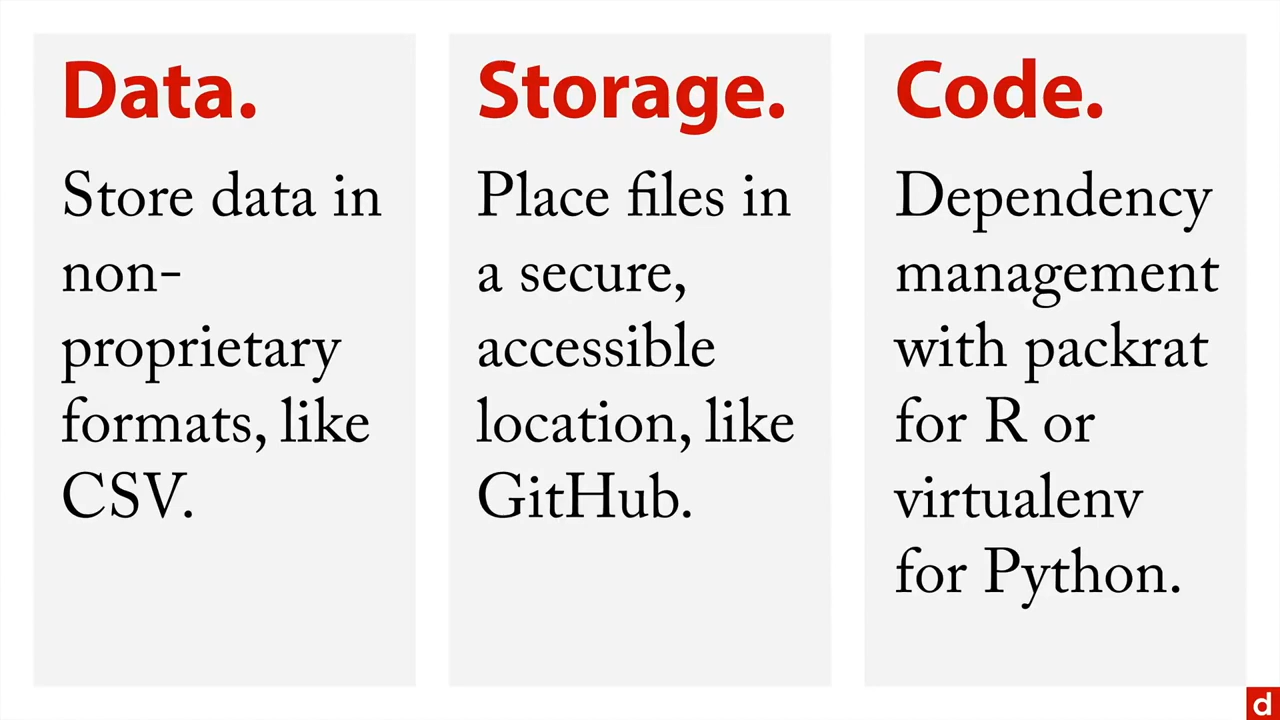 Data.
Store data in
non-
proprietary
formats, like
CSV.
Storage.
Place files in
a secure,
accessible
location, like
GitHub.
Code.
Dependency
management
with packrat
for R or
virtualenv
for Python.
d